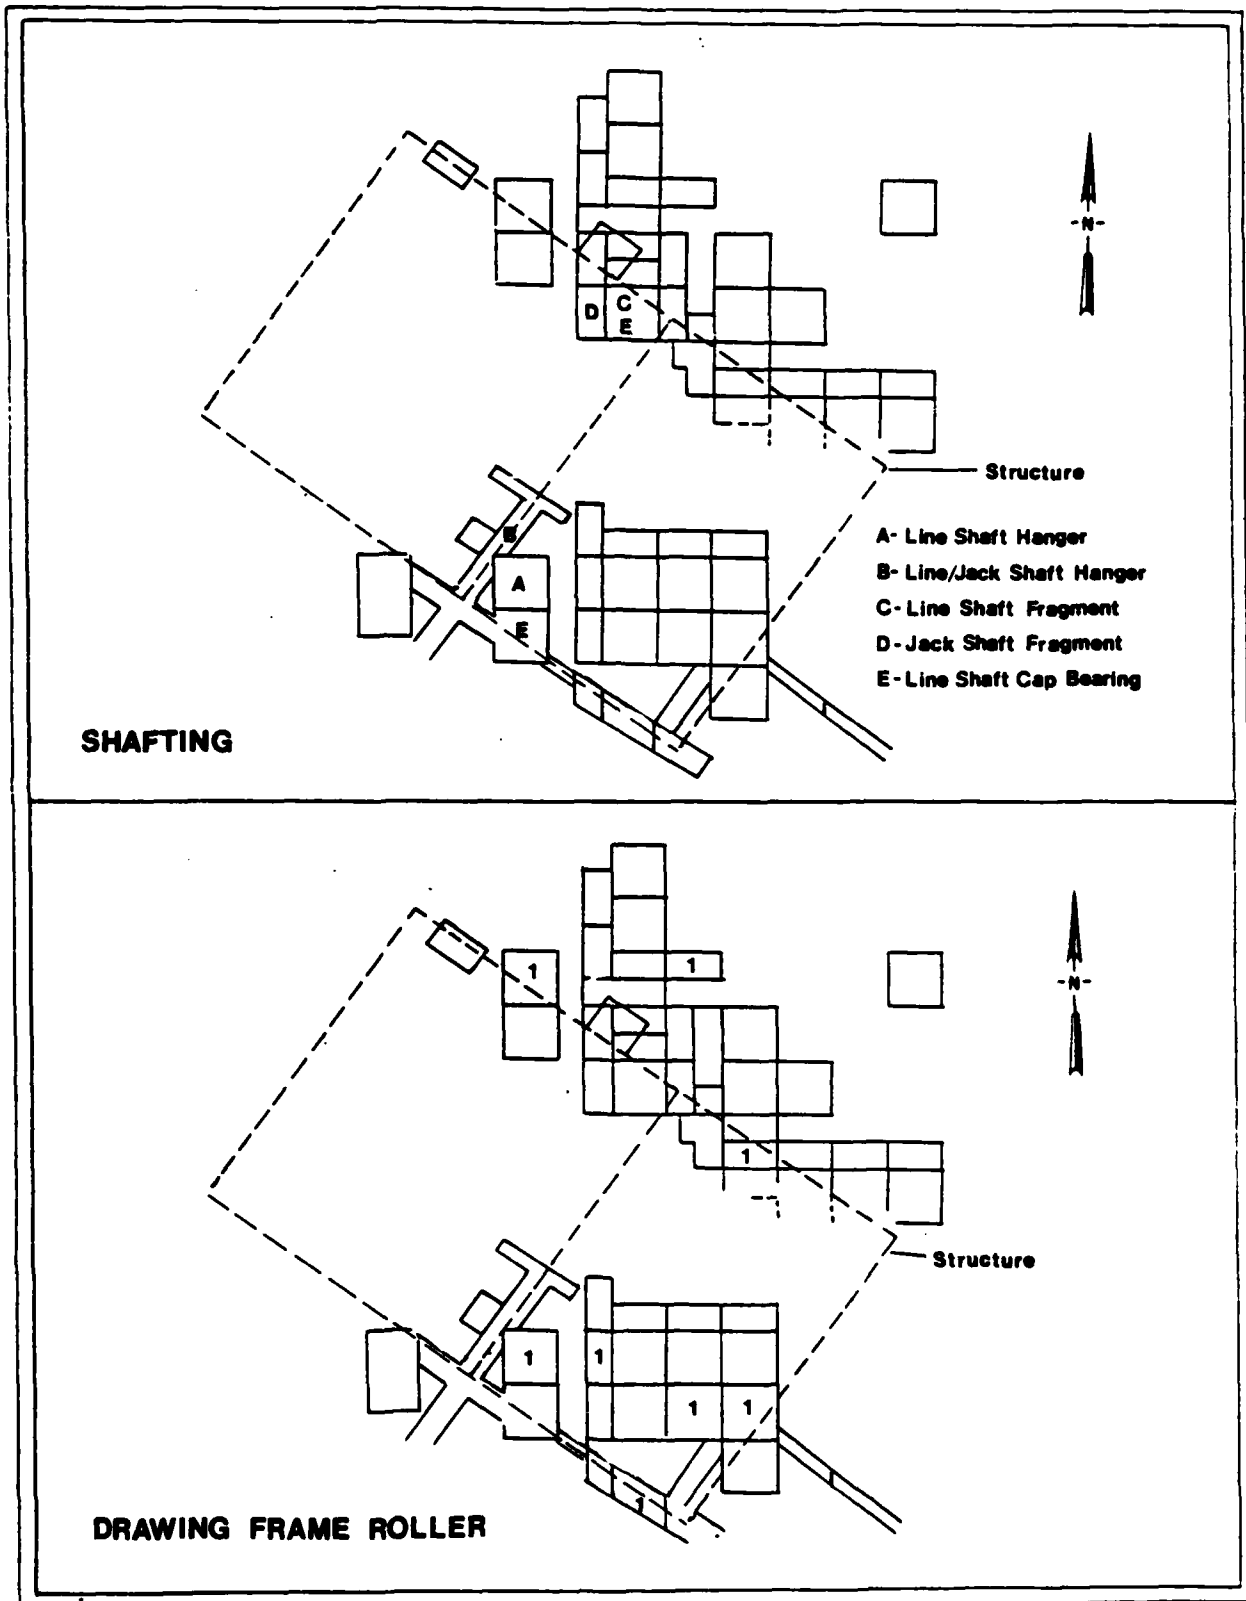 N
D
C
E
Structure
B
A
E
A- Line Shaft Hanger
B- Line/Jack Shaft Hanger
C- Line Shaft Fragment
D- Jack Shaft Fragment
E- Line Shaft Cap Bearing
SHAFTING
1
1
N
1
Structure
1
1
1
1
1
DRAWING FRAME ROLLER